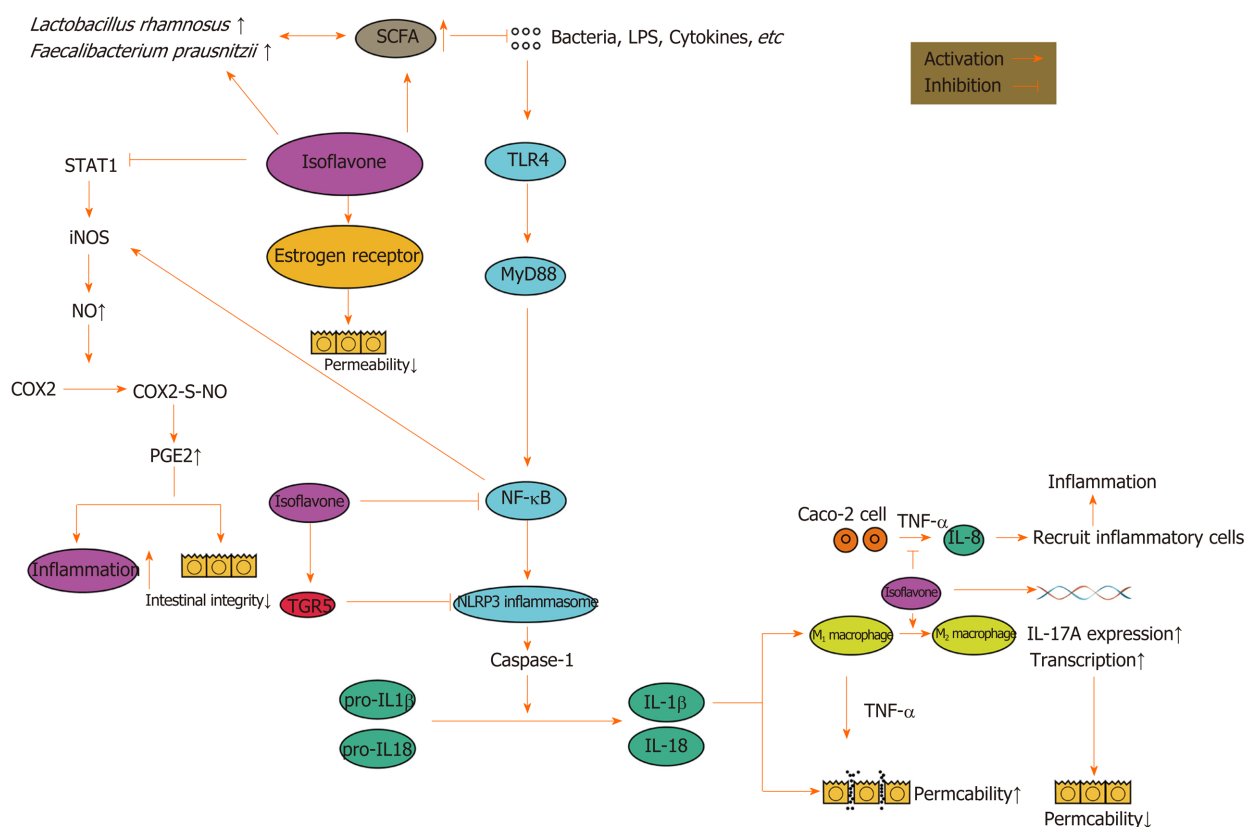 Lactobacillus rhamnosus ↑
Faecalibacterium prausnitzii ↑
SCFA
Bacteria, LPS, Cytokines, etc
Activation
Inhibition
STAT1
Isoflavone
TLR4
iNOS
Estrogen receptor
MyD88
NO↑
Permeability↓
COX2
COX2-S-NO
PGE2↑
Isoflavone
NF-κB
Inflammation
Caco-2 cell
TNF-α
IL-8
Recruit inflammatory cells
Inflammation
Intestinal integrity↓
TGR5
NLRP3 inflammasome
Isoflavone
M1 macrophage
M2 macrophage
IL-17A expression↑
Transcription↑
Caspase-1
pro-IL1β
IL-1β
TNF-α
pro-IL18
IL-18
Permcability↑
Permcability↓